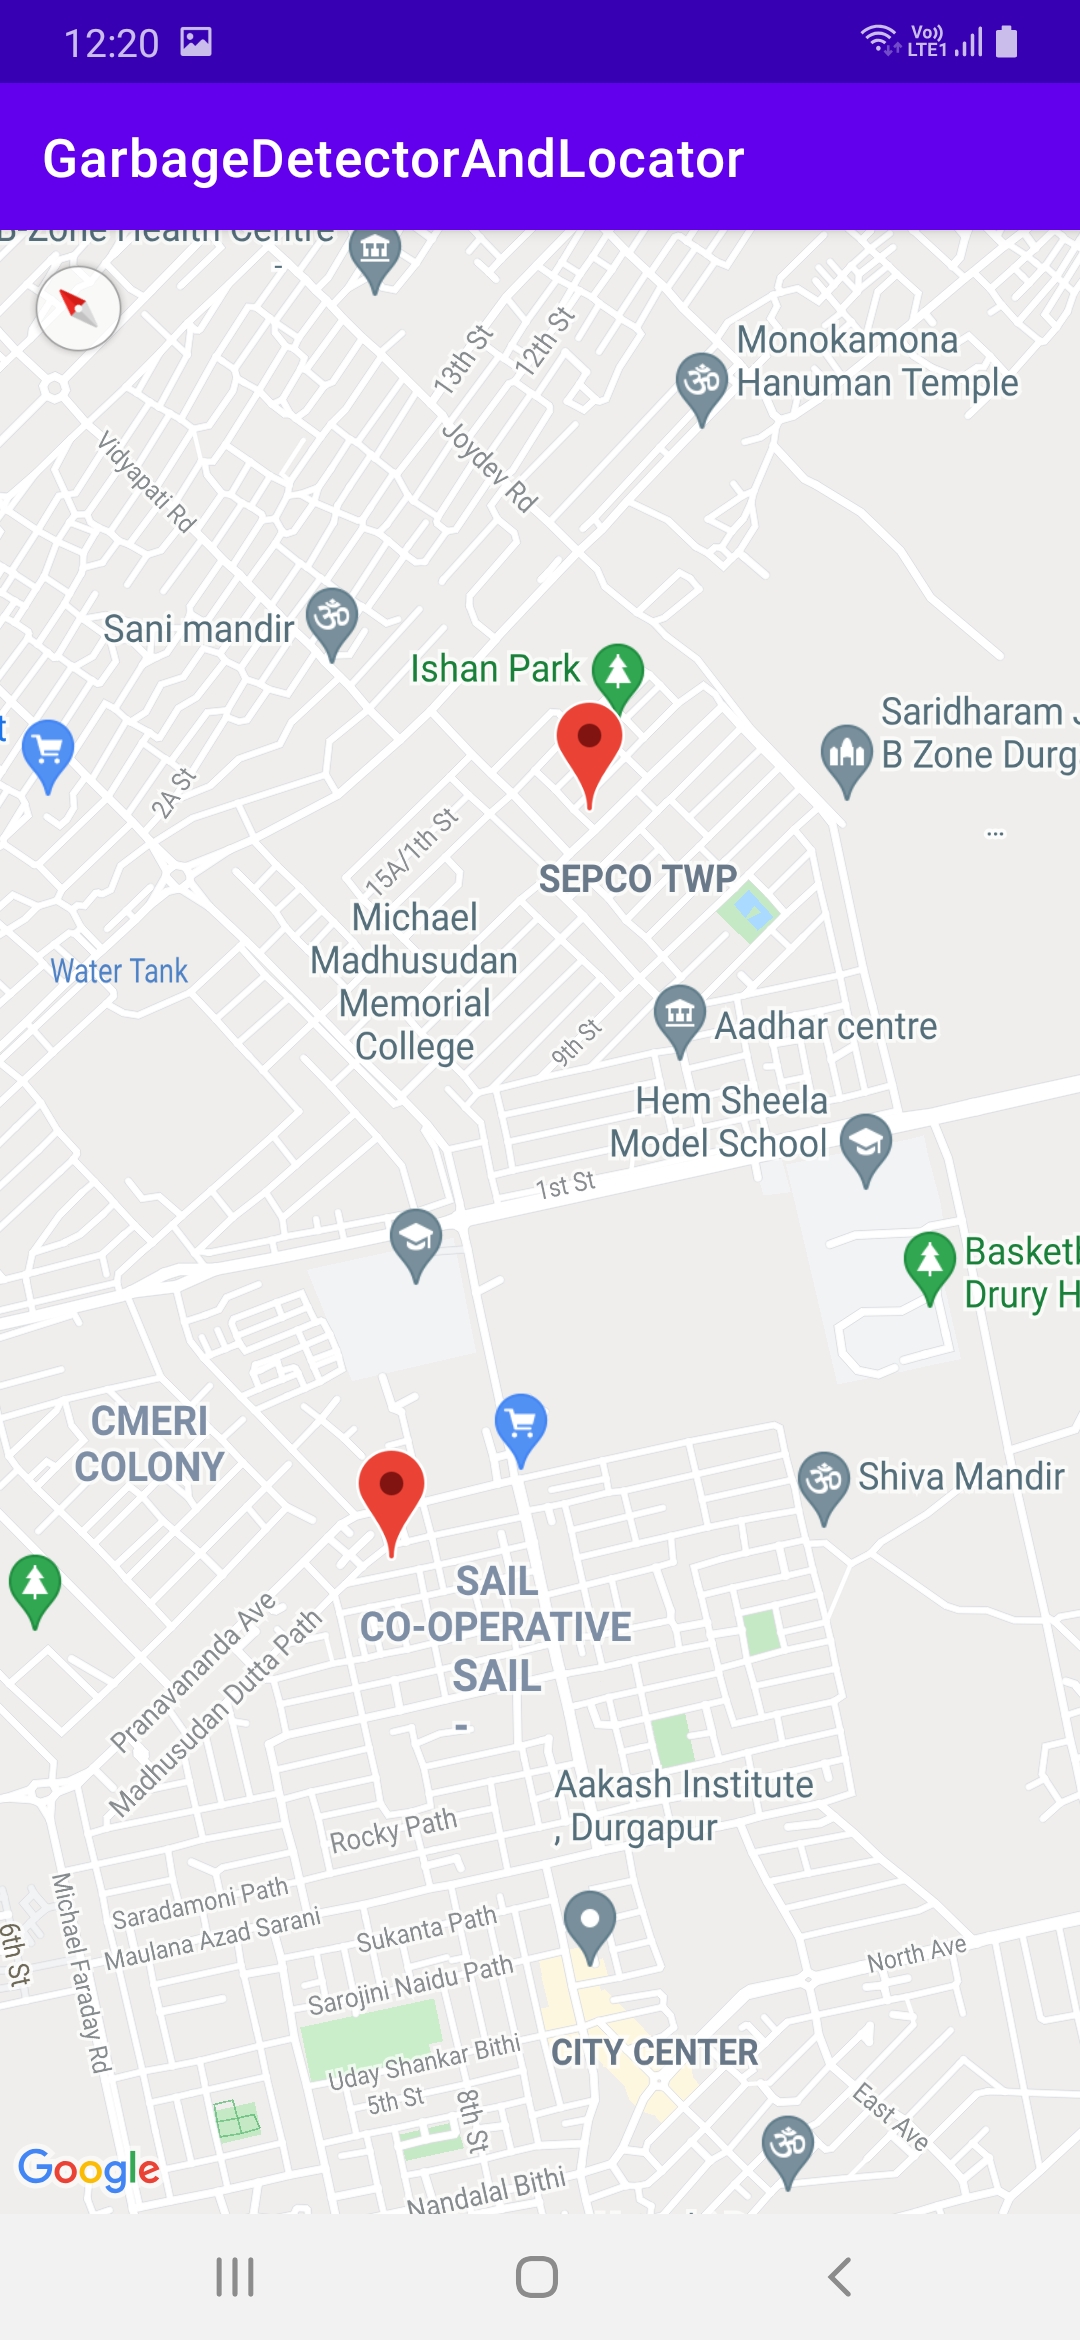 12:20
Vo))
LTE1
GarbageDetectorAndLocator
B-Zone Health Centre
-
13th St
12th St
Monokamona
Hanuman Temple
Joydev Rd
Vidyapati Rd
Sani mandir
Ishan Park
Saridharam
B Zone Durg
...
t
2A St
15A/1th St
SEPCO TWP
Michael
Madhusudan
Memorial
College
Water Tank
9th St
Aadhar centre
Hem Sheela
Model School
1st St
Basketb
Drury H
CMERI
COLONY
Shiva Mandir
SAIL
CO-OPERATIVE
SAIL
-
Pranavananda Ave
Madhusudan Dutta Path
Aakash Institute
, Durgapur
Rocky Path
Michael Faraday Rd
Saradamoni Path
Maulana Azad Sarani
6th St
Sukanta Path
North Ave
Sarojini Naidu Path
Uday Shankar Bithi
CITY CENTER
5th St
8th St
East Ave
Google
Nandalal Bithi